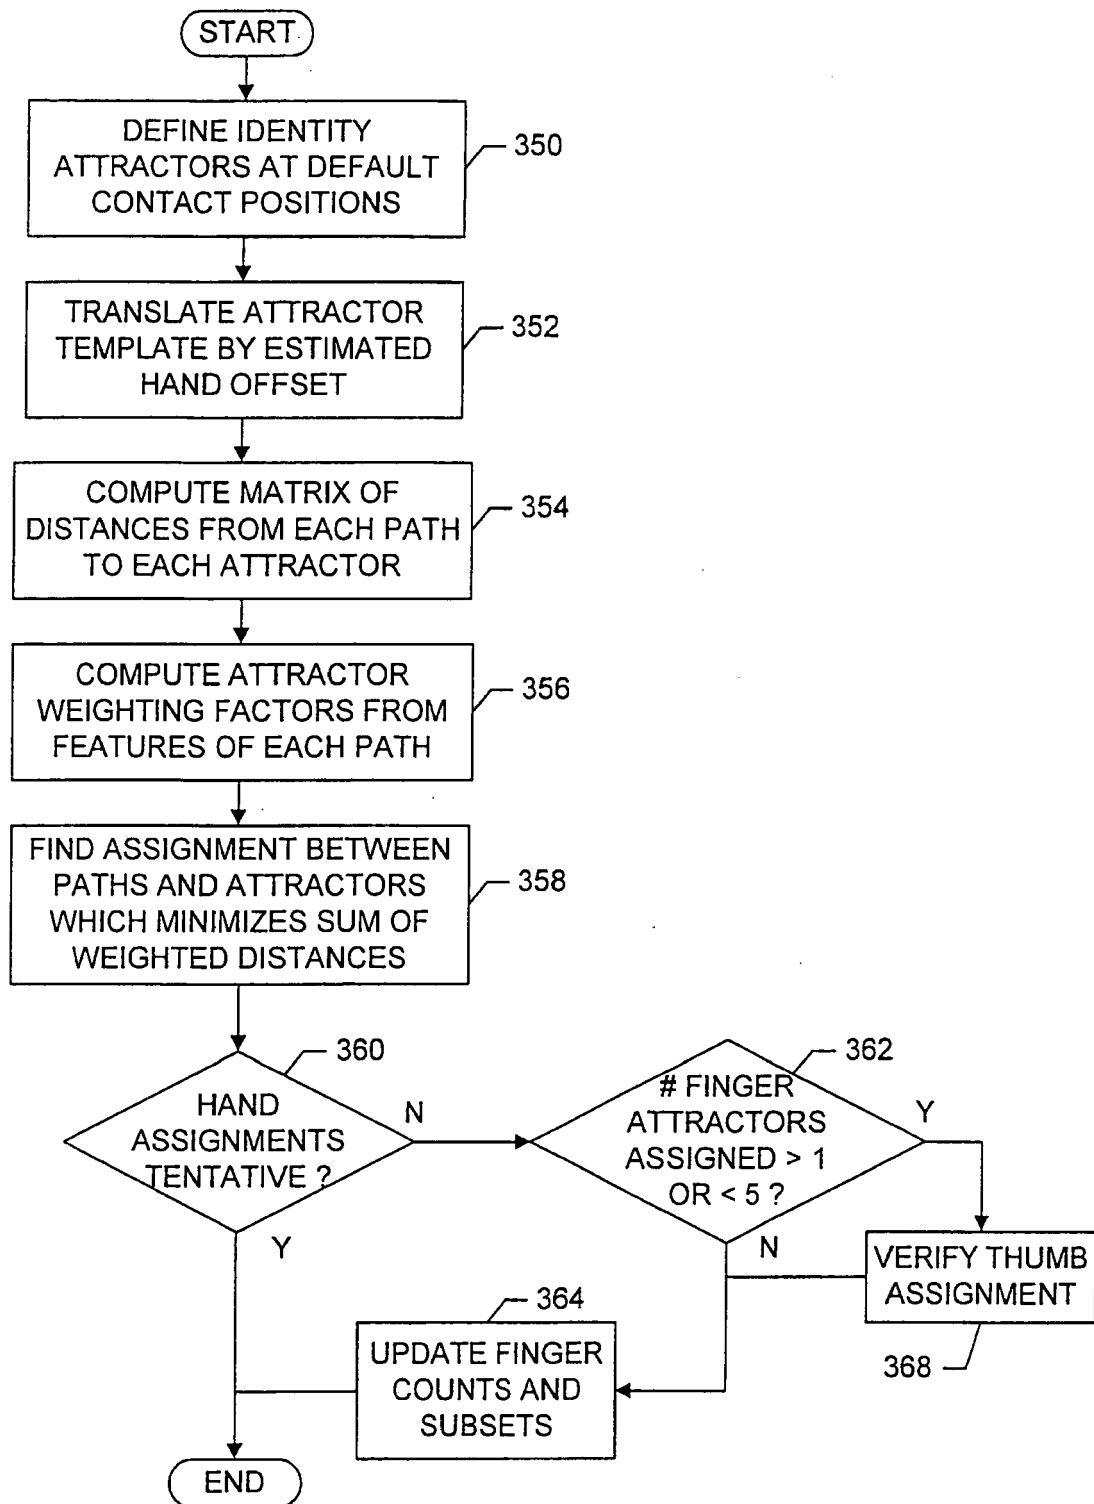 START
DEFINE IDENTITY
ATTRACTORS AT DEFAULT
CONTACT POSITIONS
350
TRANSLATE ATTRACTOR
TEMPLATE BY ESTIMATED
HAND OFFSET
352
COMPUTE MATRIX OF
DISTANCES FROM EACH PATH
TO EACH ATTRACTOR
354
COMPUTE ATTRACTOR
WEIGHTING FACTORS FROM
FEATURES OF EACH PATH
356
FIND ASSIGNMENT BETWEEN
PATHS AND ATTRACTORS
WHICH MINIMIZES SUM OF
WEIGHTED DISTANCES
358
HAND
ASSIGNMENTS
TENTATIVE ?
360
N
Y
# FINGER
ATTRACTORS
ASSIGNED > 1
OR < 5 ?
362
Y
N
VERIFY THUMB
ASSIGNMENT
368
364
UPDATE FINGER
COUNTS AND
SUBSETS
END